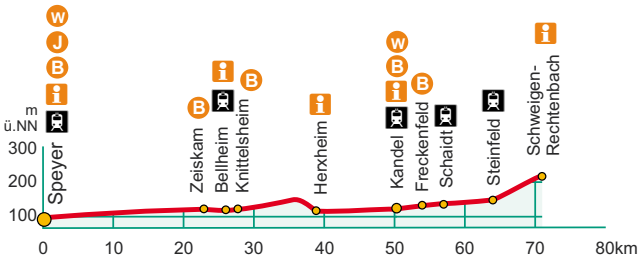 W
J
B
i
m
ü.NN
300
200
100
Speyer
B
Zeiskam
i
Bellheim
B
Knittelsheim
i
Herxheim
W
B
i
Kandel
B
Freckenfeld
Schaidt
Steinfeld
i
Schweigen-
Rechtenbach
0 10 20 30 40 50 60 70 80km